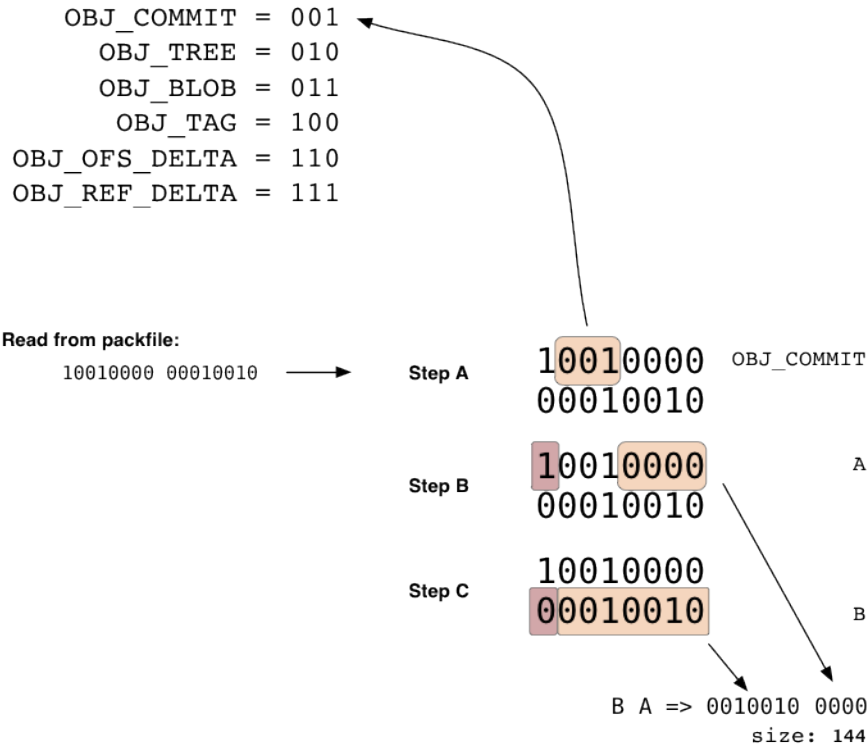 OBJ_COMMIT = 001
OBJ_TREE = 010
OBJ_BLOB = 011
OBJ_TAG = 100
OBJ_OFS_DELTA = 110
OBJ_REF_DELTA = 111
Read from packfile:
10010000 00010010
Step A
10010000
OBJ_COMMIT
00010010
Step B
10010000
A
00010010
Step C
10010000
00010010
B
B A => 0010010 0000
size: 144